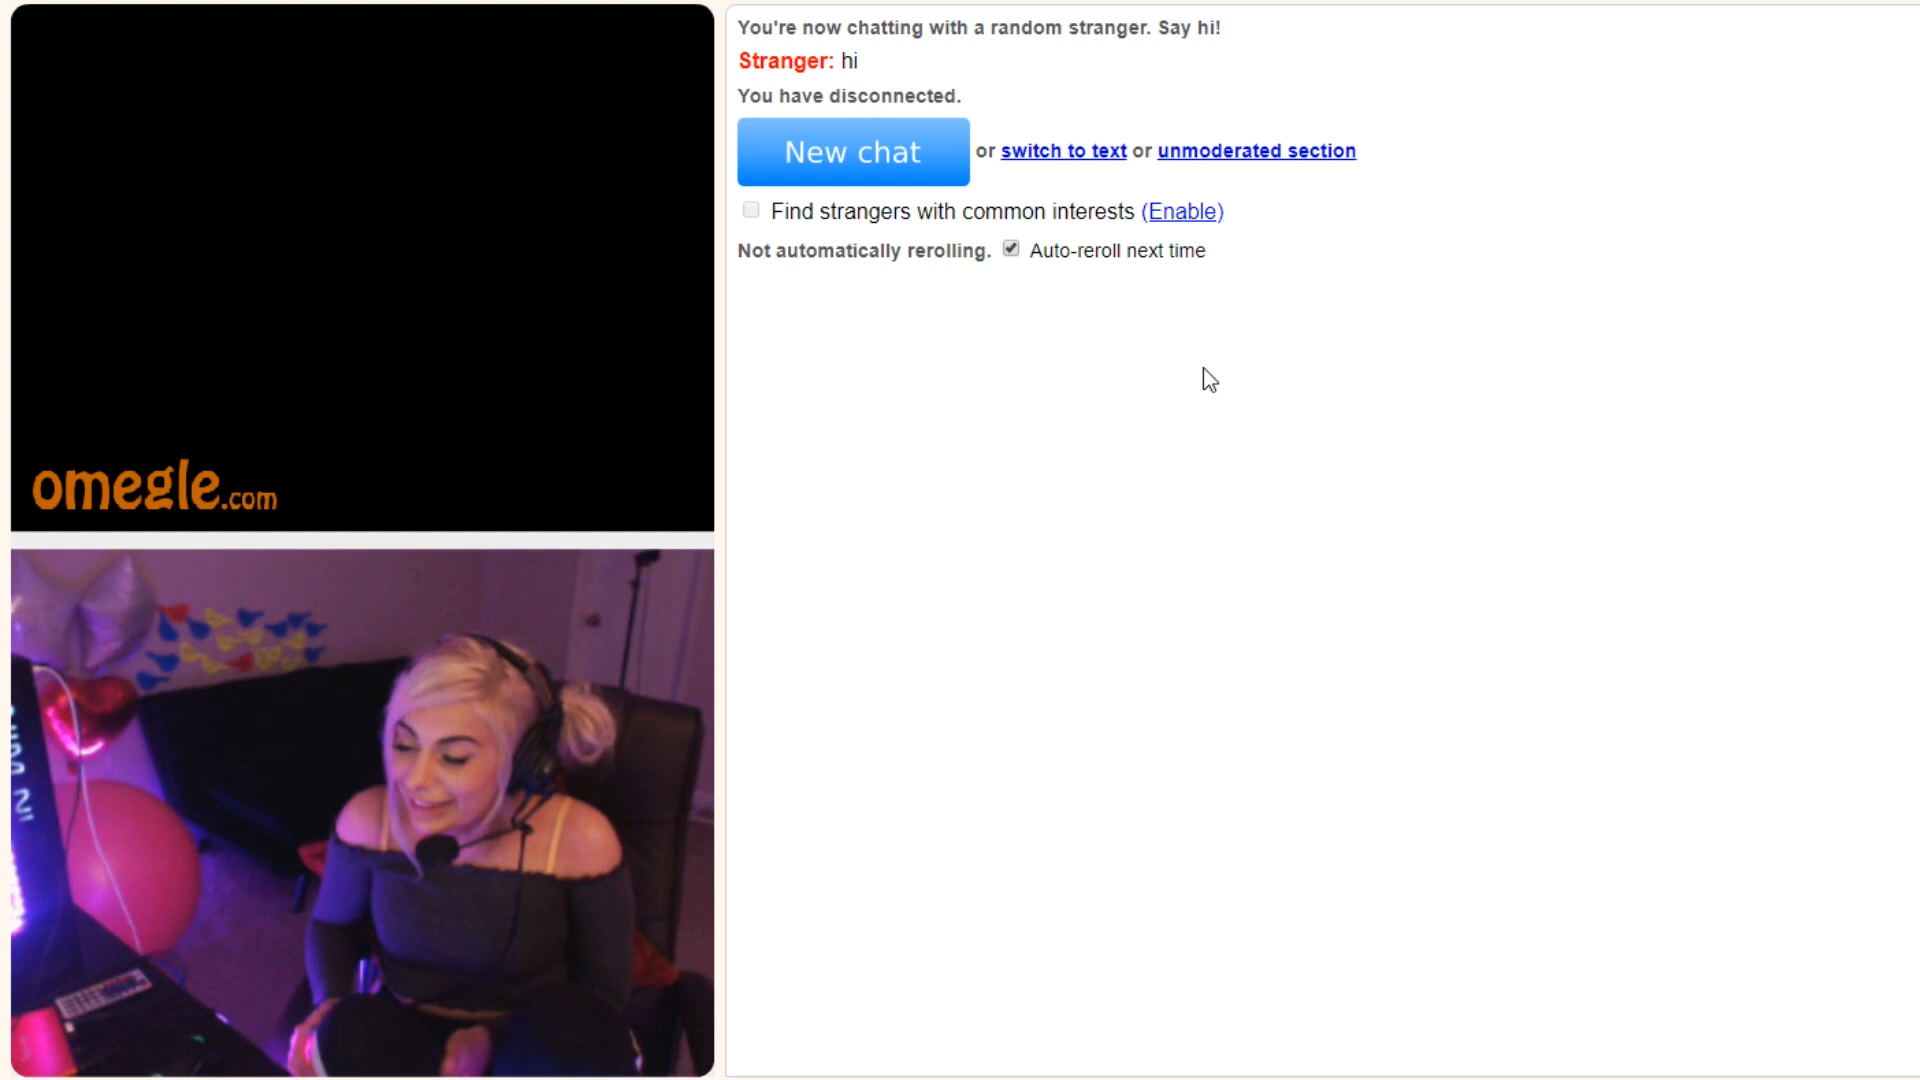 You're now chatting with a random stranger. Say hi!
Stranger: hi
You have disconnected.
New chat or switch to text or unmoderated section
Find strangers with common interests (Enable)
Not automatically rerolling. Auto-reroll next time
omegle.com